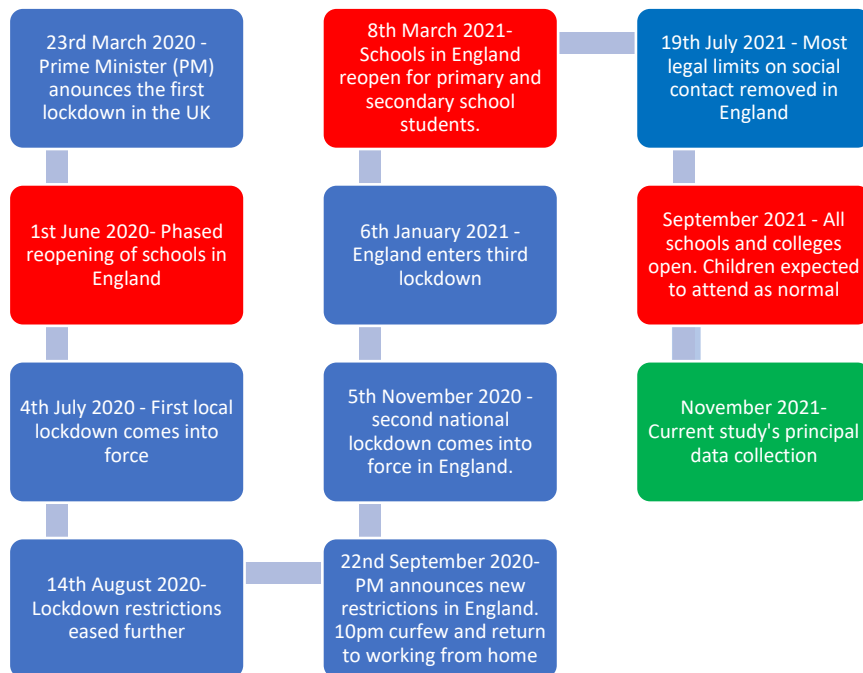 23rd March 2020 -
Prime Minister (PM)
anounces the first
lockdown in the UK
1st June 2020- Phased
reopening of schools in
England
4th July 2020 - First local
lockdown comes into
force
14th August 2020-
Lockdown restrictions
eased further
22nd September 2020-
PM announces new
restrictions in England.
10pm curfew and return
to working from home
5th November 2020 -
second national
lockdown comes into
force in England.
6th January 2021 -
England enters third
lockdown
8th March 2021-
Schools in England
reopen for primary and
secondary school
students.
19th July 2021 - Most
legal limits on social
contact removed in
England
September 2021 - All
schools and colleges
open. Children expected
to attend as normal
November 2021-
Current study's principal
data collection